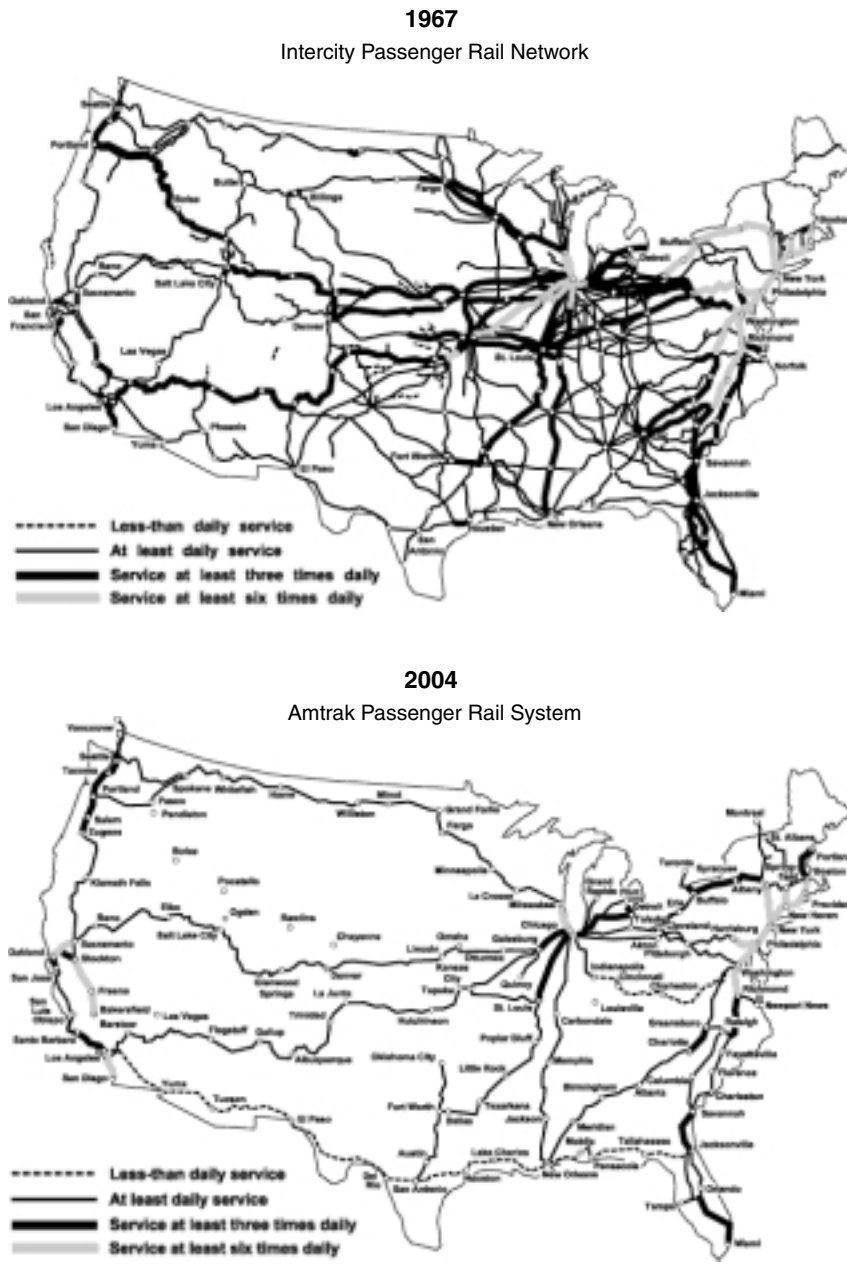 1967
Intercity Passenger Rail Network
Seattle
Portland
Butte
Billings
Fargo
Boise
Buffalo
Boston
Detroit
Reno
Salt Lake City
New York
Oakland
Sacramento
Philadelphia
San Francisco
Denver
Washington
Richmond
Las Vegas
St. Louis
Norfolk
Los Angeles
San Diego
Phoenix
Yuma
Fort Worth
El Paso
Savannah
Jacksonville
Houston
New Orleans
San Antonio
Miami
Less-than daily service
At least daily service
Service at least three times daily
Service at least six times daily
2004
Amtrak Passenger Rail System
Vancouver
Seattle
Tacoma
Portland
Spokane
Whitefish
Pasco
Pendleton
Havre
Williston
Minot
Grand Forks
Fargo
Montreal
St. Albans
Salem
Eugene
Boise
Minneapolis
Toronto
Syracuse
Portland
Boston
Klamath Falls
Pocatello
La Crosse
Milwaukee
Grand Rapids
Albany
Buffalo
Erie
Detroit
Reno
Elko
Ogden
Rawlins
Chicago
Toledo
Cleveland
Harrisburg
New Haven
New York
Salt Lake City
Cheyenne
Omaha
Galesburg
Akron
Pittsburgh
Philadelphia
Oakland
Sacramento
Stockton
Lincoln
Ottumwa
San Jose
Glenwood Springs
Denver
Kansas City
Indianapolis
Cincinnati
Charleston
Washington
Richmond
Fresno
La Junta
Topeka
Quincy
Louisville
Newport News
San Luis Obispo
Bakersfield
Barstow
Las Vegas
Trinidad
Hutchinson
St. Louis
Carbondale
Greensboro
Raleigh
Santa Barbara
Flagstaff
Gallup
Poplar Bluff
Charlotte
Fayetteville
Los Angeles
Albuquerque
Oklahoma City
Memphis
Florence
San Diego
Little Rock
Birmingham
Columbia
Atlanta
Charleston
Yuma
Tucson
Fort Worth
Dallas
Texarkana
Jackson
Savannah
El Paso
Meridian
Mobile
Tallahassee
Jacksonville
Austin
Lake Charles
Pensacola
Del Rio
San Antonio
Houston
New Orleans
Orlando
Tampa
Miami
Less-than daily service
At least daily service
Service at least three times daily
Service at least six times daily